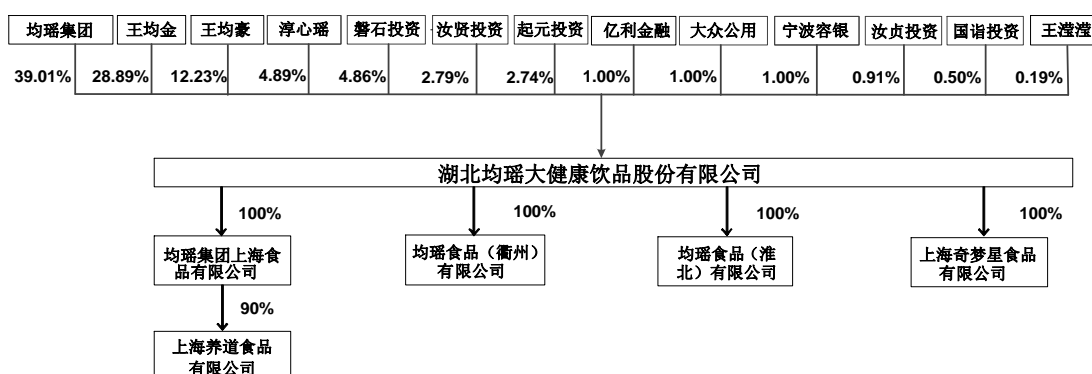 均瑶集团 王均金 王均豪 淳心瑶 磐石投资 汝贤投资 起元投资 亿利金融 大众公用 宁波容银 汝贞投资 国诣投资 王滢滢
39.01% 28.89% 12.23% 4.89% 4.86% 2.79% 2.74% 1.00% 1.00% 1.00% 0.91% 0.50% 0.19%
湖北均瑶大健康饮品股份有限公司
100% 100% 100% 100%
均瑶集团上海食
品有限公司
均瑶食品（衢州）
有限公司
均瑶食品（淮
北）有限公司
上海奇梦星食品
有限公司
90%
上海养道食品
有限公司